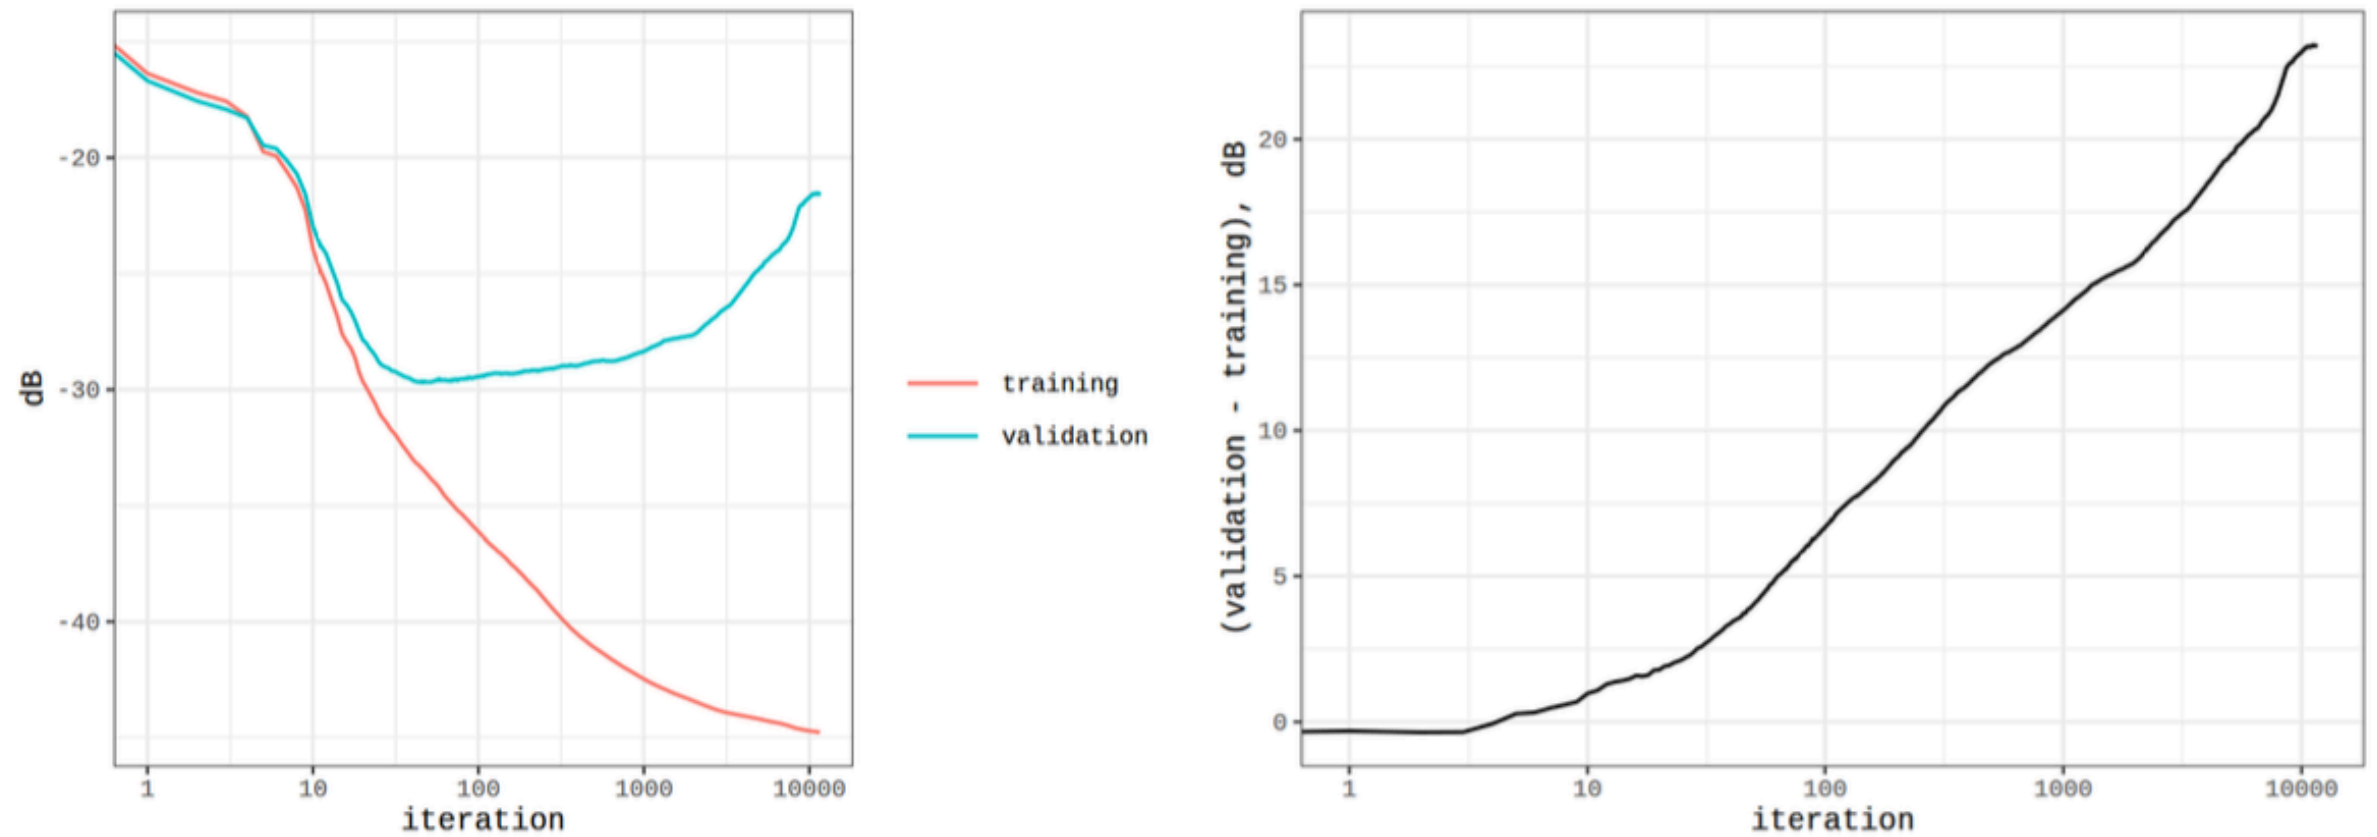 dB
-20
-30
-40
1 10 100 1000 10000
iteration
training
validation
(validation - training), dB
20
15
10
5
0
1 10 100 1000 10000
iteration